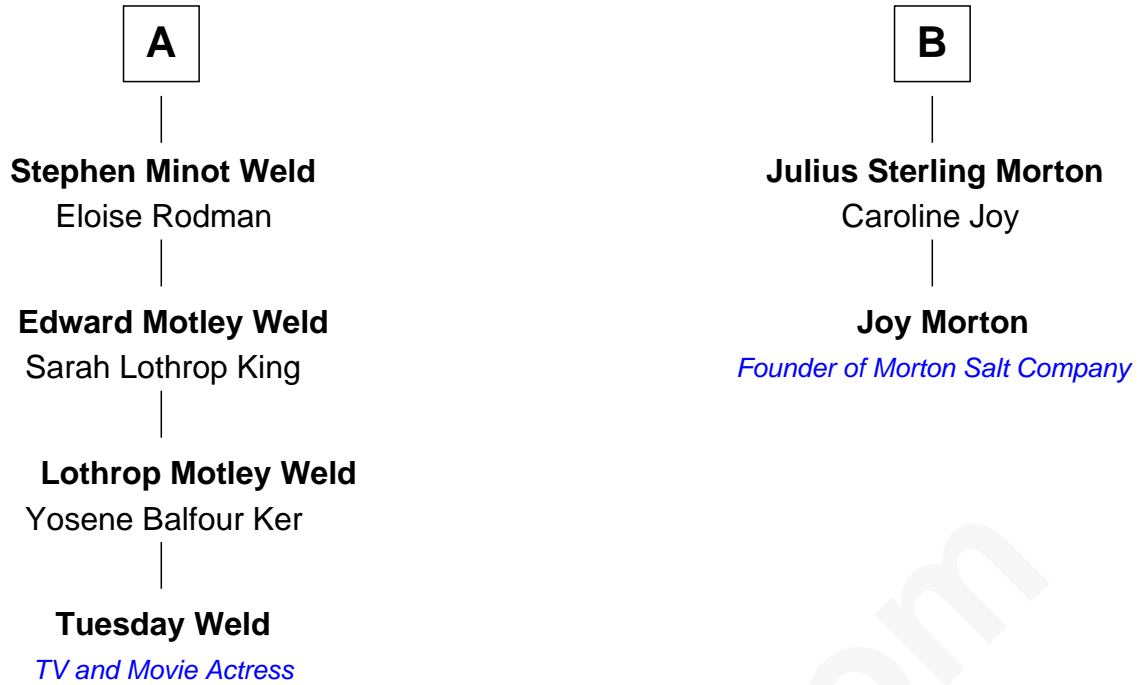 A
Stephen Minot Weld
Eloise Rodman
Edward Motley Weld
Sarah Lothrop King
Lothrop Motley Weld
Yosene Balfour Ker
Tuesday Weld
TV and Movie Actress
B
Julius Sterling Morton
Caroline Joy
Joy Morton
Founder of Morton Salt Company
om